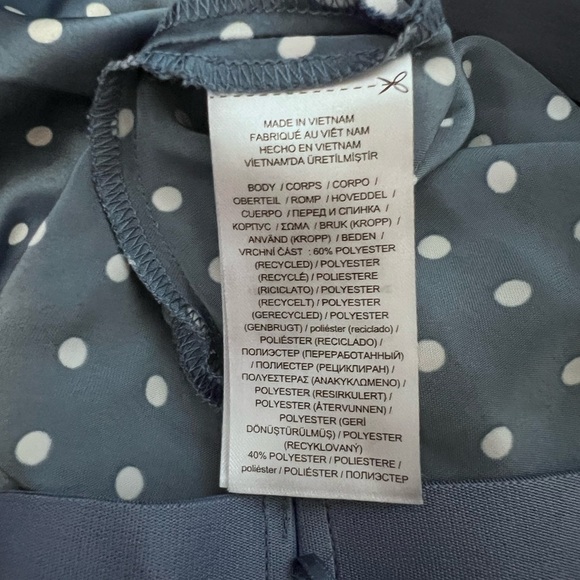 MADE IN VIETNAM
FABRIQUÉ AU VIÊT NAM
HECHO EN VIETNAM
VIETNAM'DA ÜRETİLMİŞTİR
BODY / CORPS / CORPO /
OBERTEIL / ROMP / HOVEDDEL /
CUERPO / ПЕРЕД И СПИНКА /
КОРПУС / ΣΩΜΑ / BRUK (KROPP) /
ANVÄND (KROPP) / BEDEN /
VRCHNÍ ČÁST : 60% POLYESTER
(RECYCLED) / POLYESTER
(RECYCLÉ) / POLIESTERE
(RICICLATO) / POLYESTER
(RECYCELT) / POLYESTER
(GERECYCLED) / POLYESTER
(GENBRUGT) / poliéster (reciclado) /
POLIÉSTER (RECICLADO) /
ПОЛИЭСТЕР (ПЕРЕРАБОТАННЫЙ)
/ ПОЛИЕСТЕР (РЕЦИКЛИРАН) /
ΠΟΛΥΕΣΤΕΡΑΣ (ΑΝΑΚΥΚΛΩΜΕΝΟ) /
POLYESTER (RESIRKULERT) /
POLYESTER (ÅTERVUNNEN) /
POLYESTER (GERİ
DÖNÜŞTÜRÜLMÜŞ) / POLYESTER
(RECYKLOVANÝ)
40% POLYESTER / POLIESTERE /
poliéster / POLIÉSTER / ПОЛИЭСТЕР